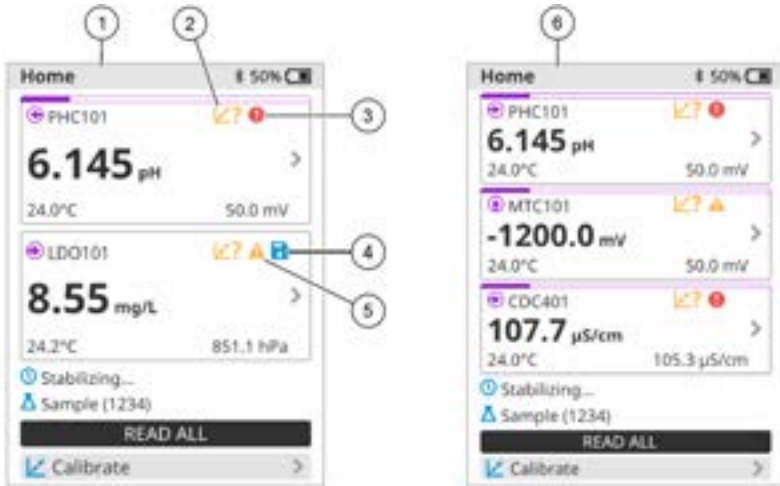 1
2
6
Home 50%
PHC101 ?
3
6.145 pH
24.0°C 50.0 mV
LDO101 ?
4
8.55 mg/L
5
24.2°C 851.1 hPa
Stabilizing...
Sample (1234)
READ ALL
Calibrate
Home 50%
PHC101 ?
6.145 pH
24.0°C 50.0 mV
MTC101 ?
-1200.0 mV
24.0°C 50.0 mV
CDC401 ?
107.7 µS/cm
24.0°C 105.3 µS/cm
Stabilizing...
Sample (1234)
READ ALL
Calibrate